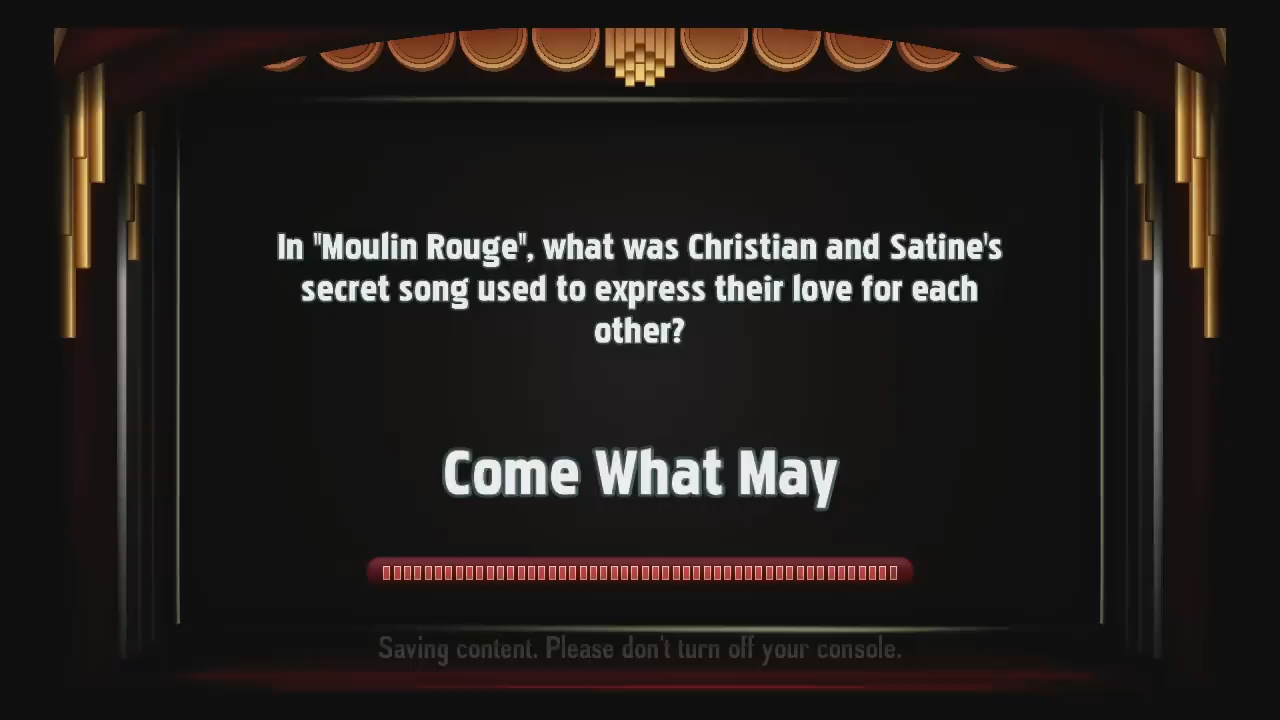 In "Moulin Rouge", what was Christian and Satine's
secret song used to express their love for each
other?
Come What May
Saving content. Please don't turn off your console.